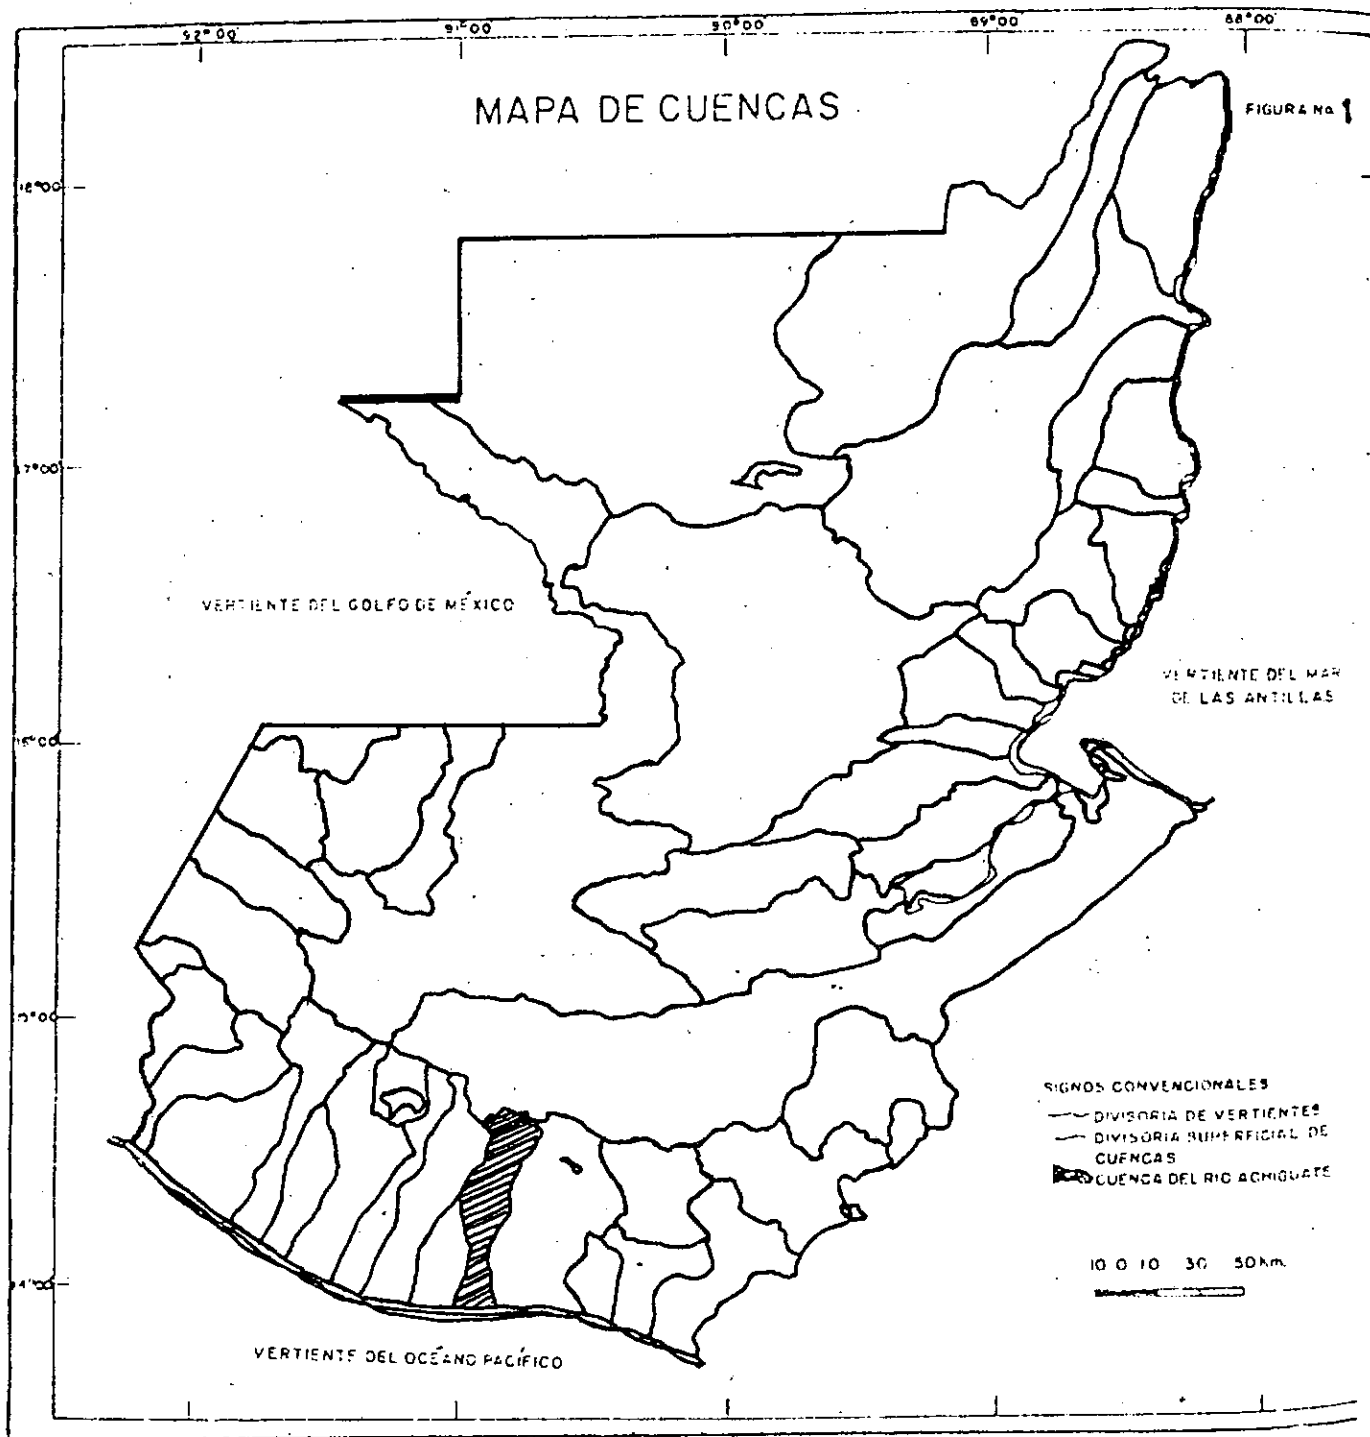 92°00' 91°00' 90°00' 89°00' 88°00'
MAPA DE CUENCAS
FIGURA No. 1
18°00'
17°00'
VERTIENTE DEL GOLFO DE MÉXICO
VERTIENTE DEL MAR
DE LAS ANTILLAS
16°00'
15°00'
SIGNOS CONVENCIONALES
DIVISORIA DE VERTIENTES
DIVISORIA SUPERFICIAL DE
CUENCAS
CUENCA DEL RIO ACHIGUATE
10 0 10 30 50 km.
14°00'
VERTIENTE DEL OCÉANO PACÍFICO